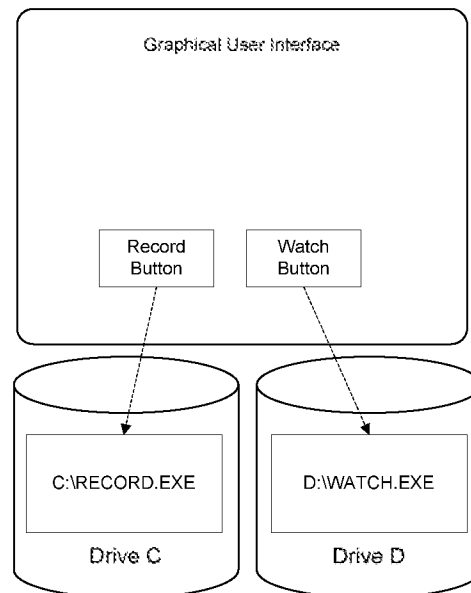 Graphical User Interface
Record
Button
Watch
Button
C:\RECORD.EXE
D:\WATCH.EXE
Drive C
Drive D